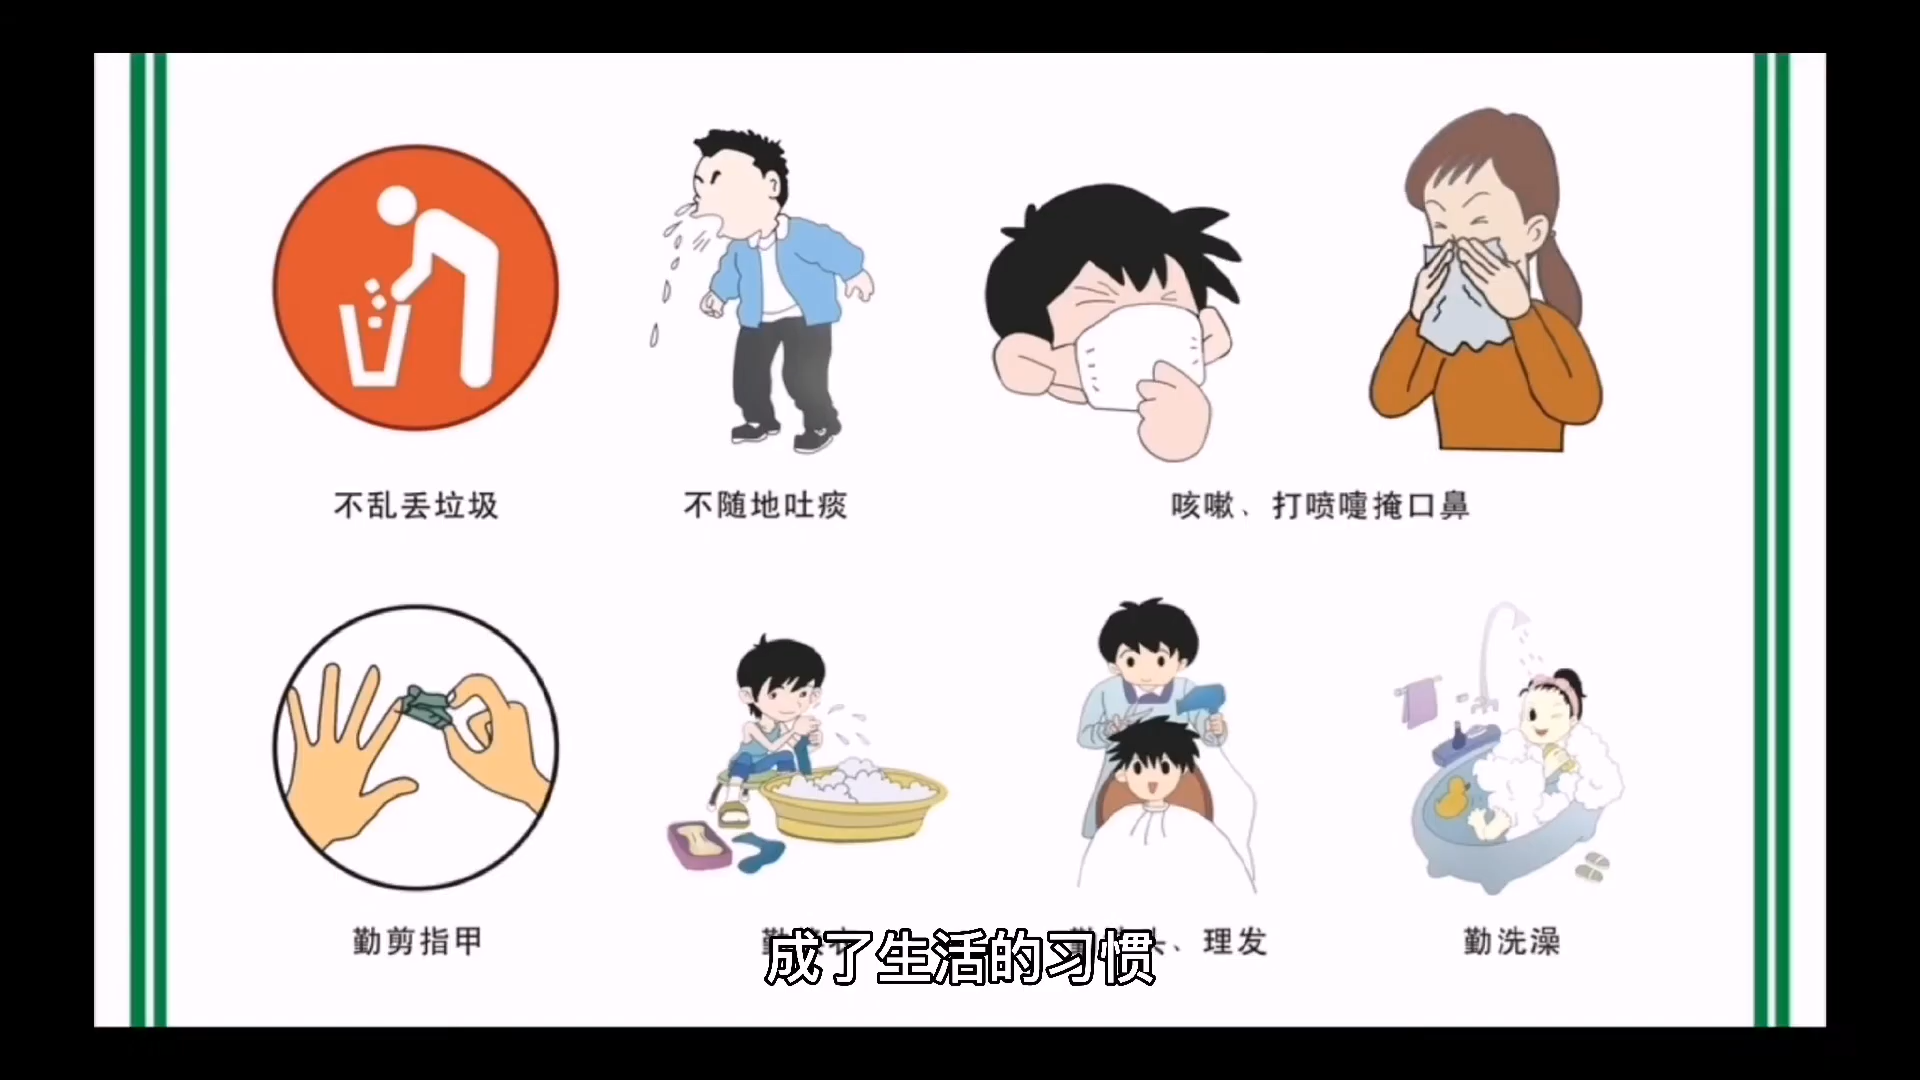 不乱丢垃圾
不随地吐痰
咳嗽、打喷嚏掩口鼻
勤剪指甲
勤
、理发
勤洗澡
成了生活的习惯